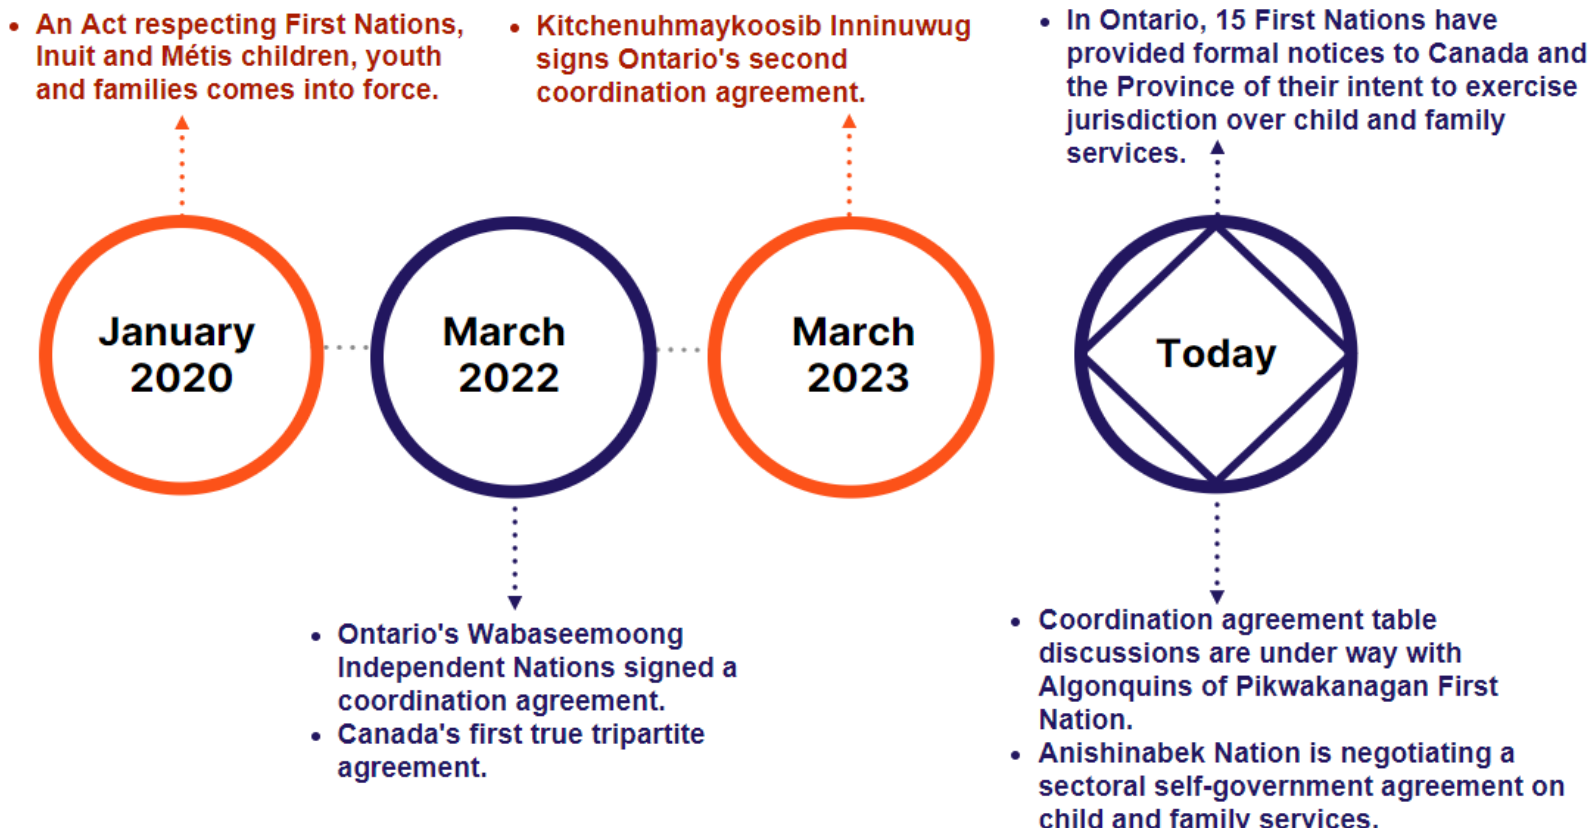 • An Act respecting First Nations,
Inuit and Métis children, youth
and families comes into force.
• Kitchenuhmaykoosib Inninuwug
signs Ontario's second
coordination agreement.
• In Ontario, 15 First Nations have
provided formal notices to Canada and
the Province of their intent to exercise
jurisdiction over child and family
services.
January
2020
March
2022
March
2023
Today
• Ontario's Wabaseemoong
Independent Nations signed a
coordination agreement.
• Canada's first true tripartite
agreement.
• Coordination agreement table
discussions are under way with
Algonquins of Pikwakanagan First
Nation.
• Anishinabek Nation is negotiating a
sectoral self-government agreement on
child and family services.